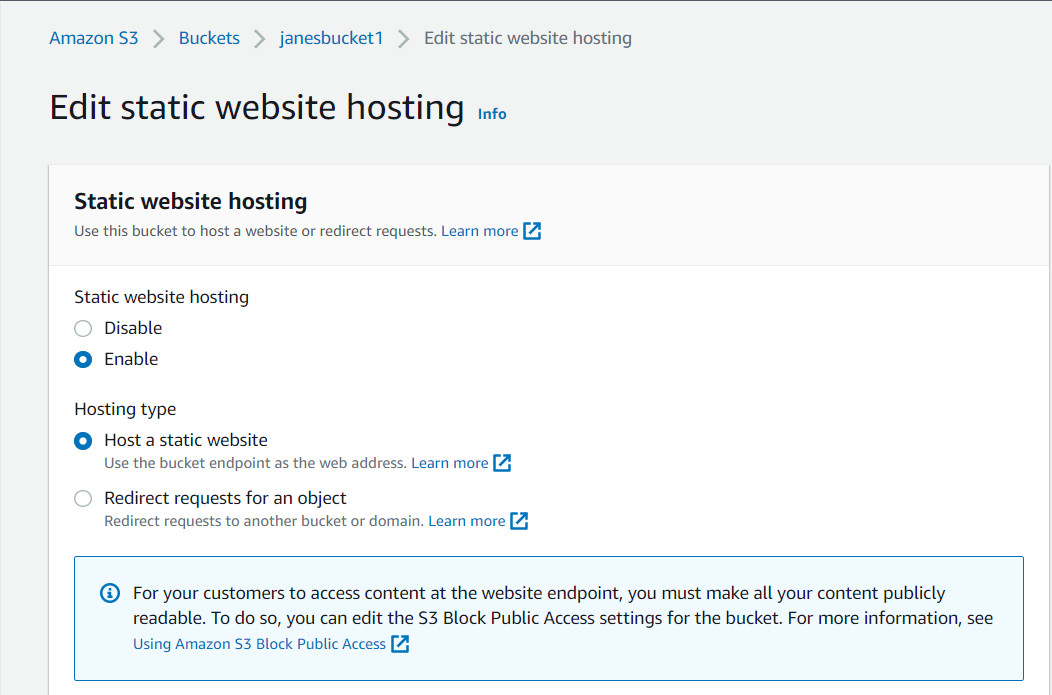 Amazon S3 > Buckets > janesbucket1 > Edit static website hosting
Edit static website hosting Info
Static website hosting
Use this bucket to host a website or redirect requests. Learn more
Static website hosting
Disable
Enable
Hosting type
Host a static website
Use the bucket endpoint as the web address. Learn more
Redirect requests for an object
Redirect requests to another bucket or domain. Learn more
For your customers to access content at the website endpoint, you must make all your content publicly
readable. To do so, you can edit the S3 Block Public Access settings for the bucket. For more information, see
Using Amazon S3 Block Public Access